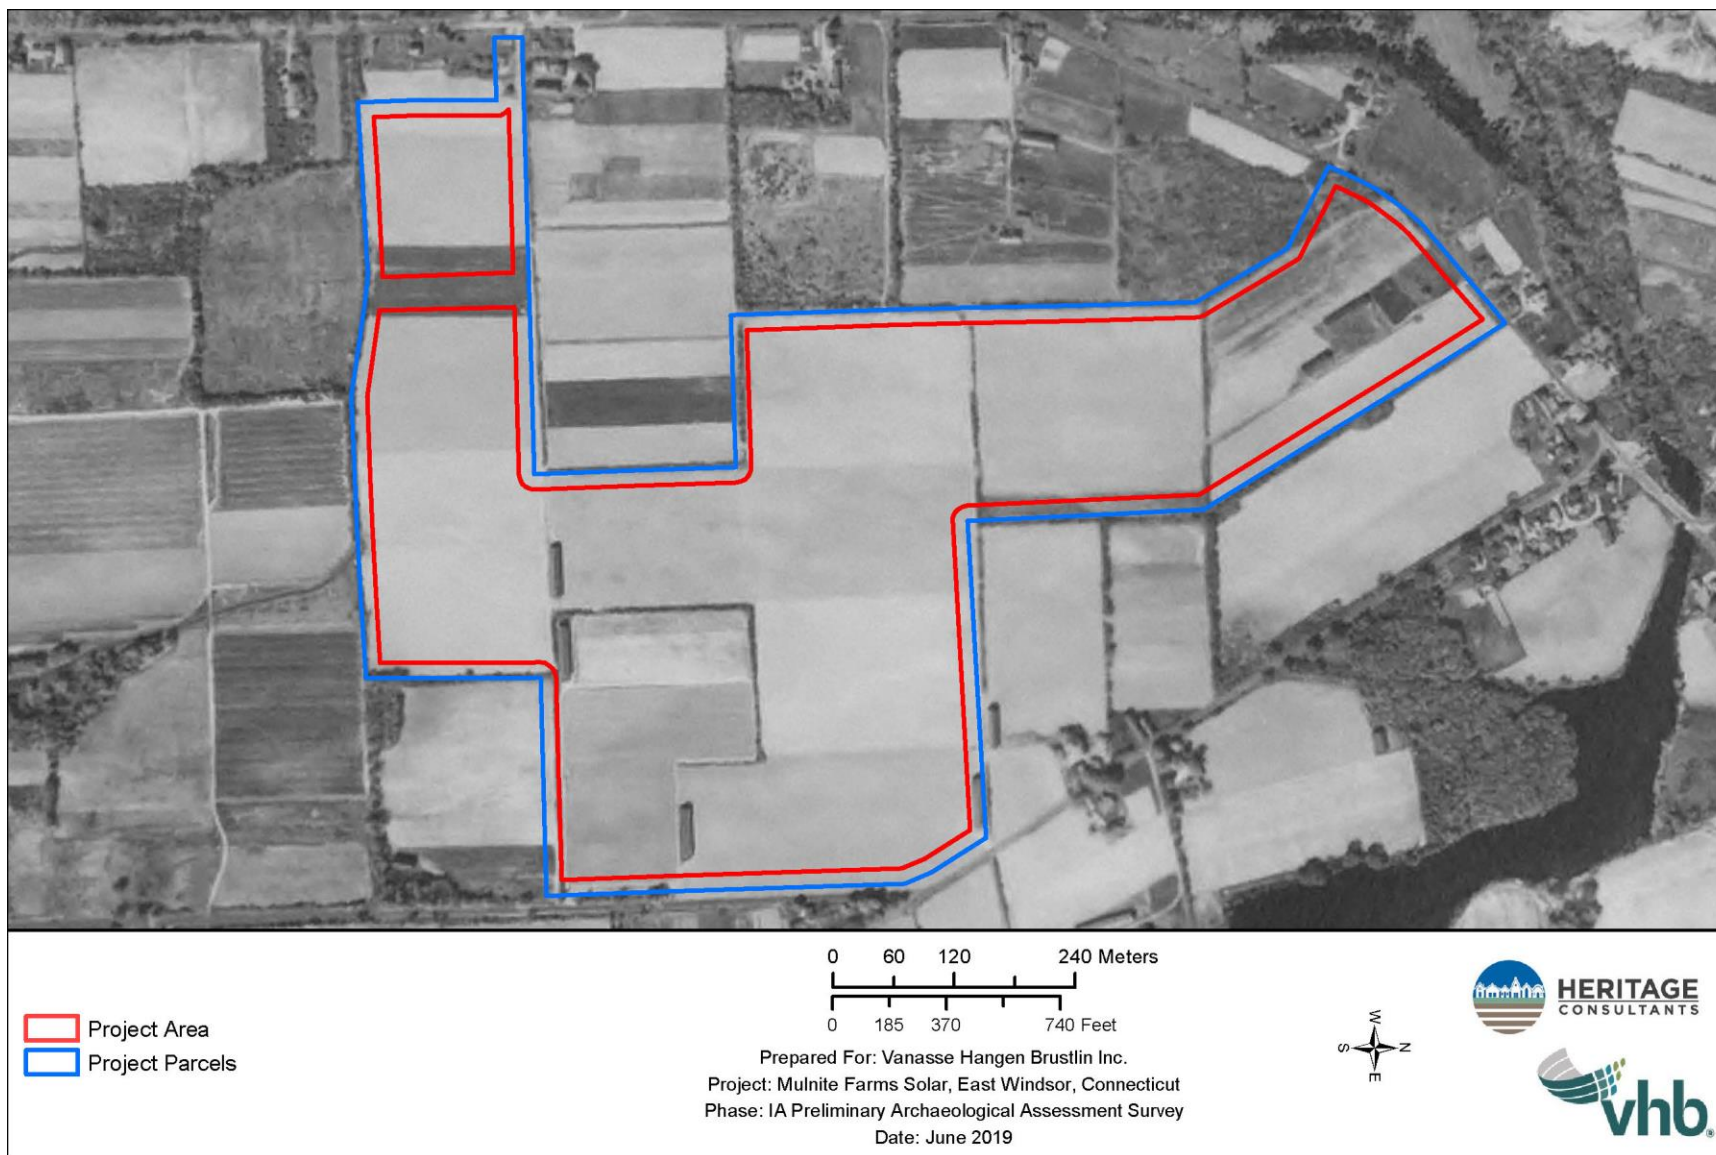 Project Area
Project Parcels
0 60 120 240 Meters
0 185 370 740 Feet
Prepared For: Vanasse Hangen Brustlin Inc.
Project: Mulnite Farms Solar, East Windsor, Connecticut
Phase: IA Preliminary Archaeological Assessment Survey
Date: June 2019
W
S N
E
HERITAGE
CONSULTANTS
vhb®